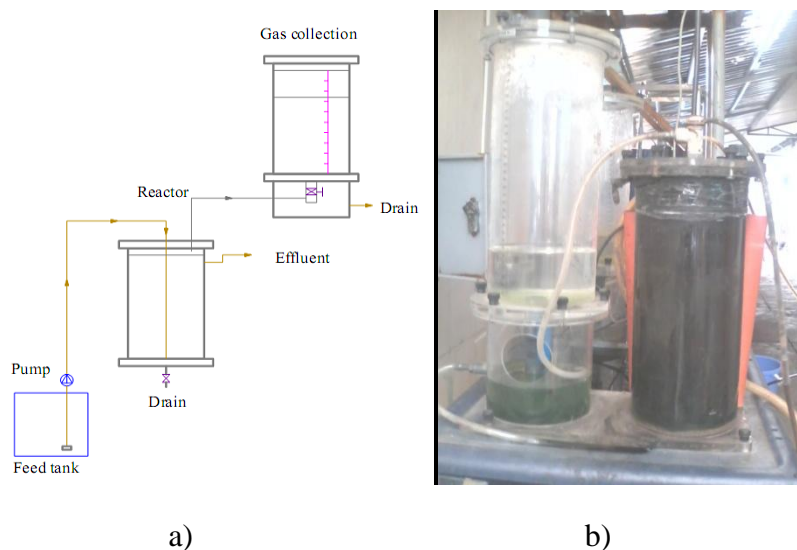 Gas collection
Reactor
Drain
Effluent
Pump
Drain
Feed tank
a)
b)